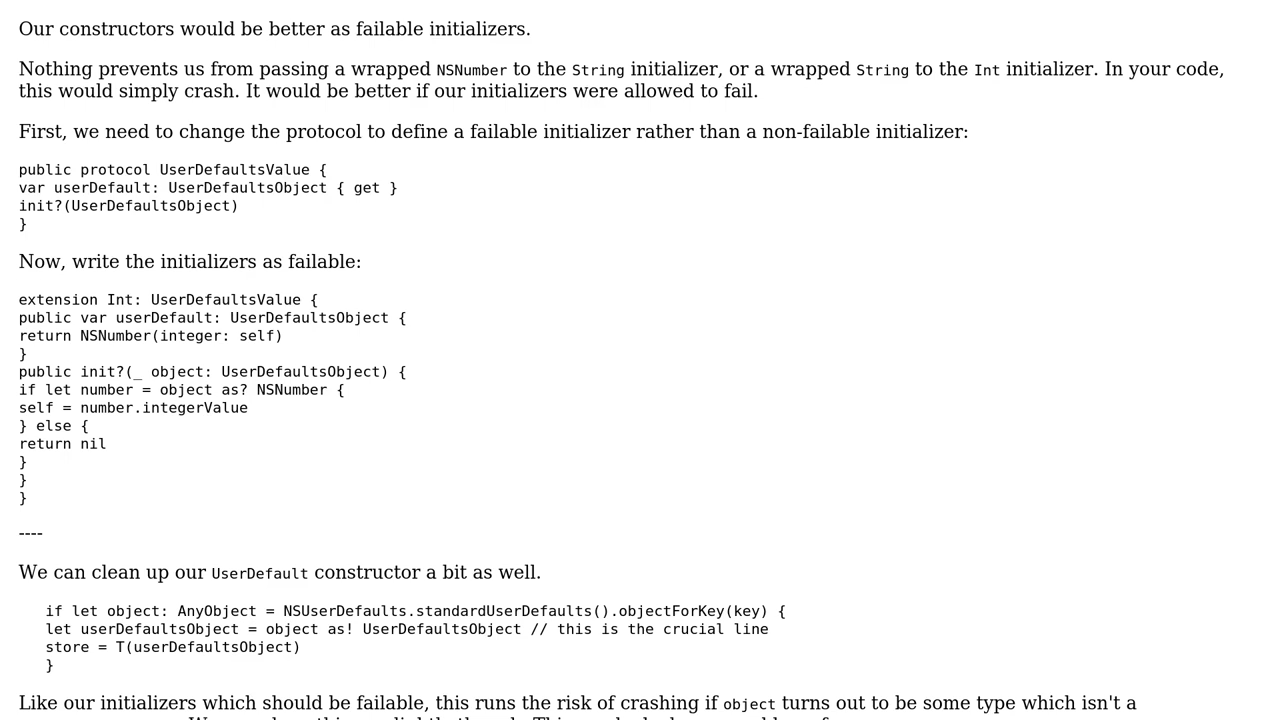 Our constructors would be better as failable initializers.
Nothing prevents us from passing a wrapped NSNumber to the String initializer, or a wrapped String to the Int initializer. In your code,
this would simply crash. It would be better if our initializers were allowed to fail.
First, we need to change the protocol to define a failable initializer rather than a non-failable initializer:
public protocol UserDefaultsValue {
var userDefault: UserDefaultsObject { get }
init?(UserDefaultsObject)
}
Now, write the initializers as failable:
extension Int: UserDefaultsValue {
public var userDefault: UserDefaultsObject {
return NSNumber(integer: self)
}
public init?(_ object: UserDefaultsObject) {
if let number = object as? NSNumber {
self = number.integerValue
} else {
return nil
}
}
}
----
We can clean up our UserDefault constructor a bit as well.
if let object: AnyObject = NSUserDefaults.standardUserDefaults().objectForKey(key) {
let userDefaultsObject = object as! UserDefaultsObject // this is the crucial line
store = T(userDefaultsObject)
}
Like our initializers which should be failable, this runs the risk of crashing if object turns out to be some type which isn't a